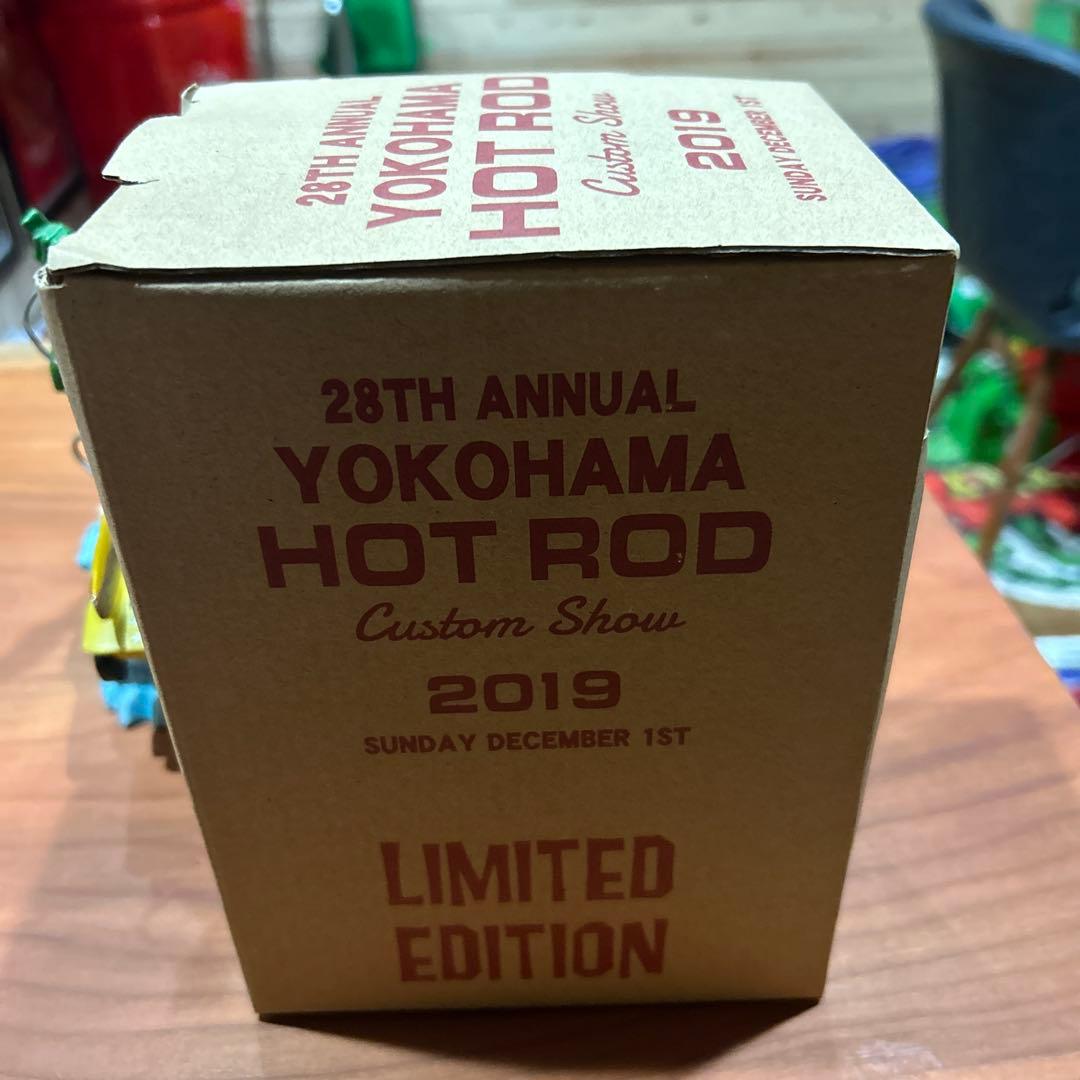 28TH ANNUAL
YOKOHAMA
HOT ROD
Custom Show
2019
SUNDAY DECEMBER 1ST
28TH ANNUAL
YOKOHAMA
HOT ROD
Custom Show
2019
SUNDAY DECEMBER 1ST
LIMITED
EDITION